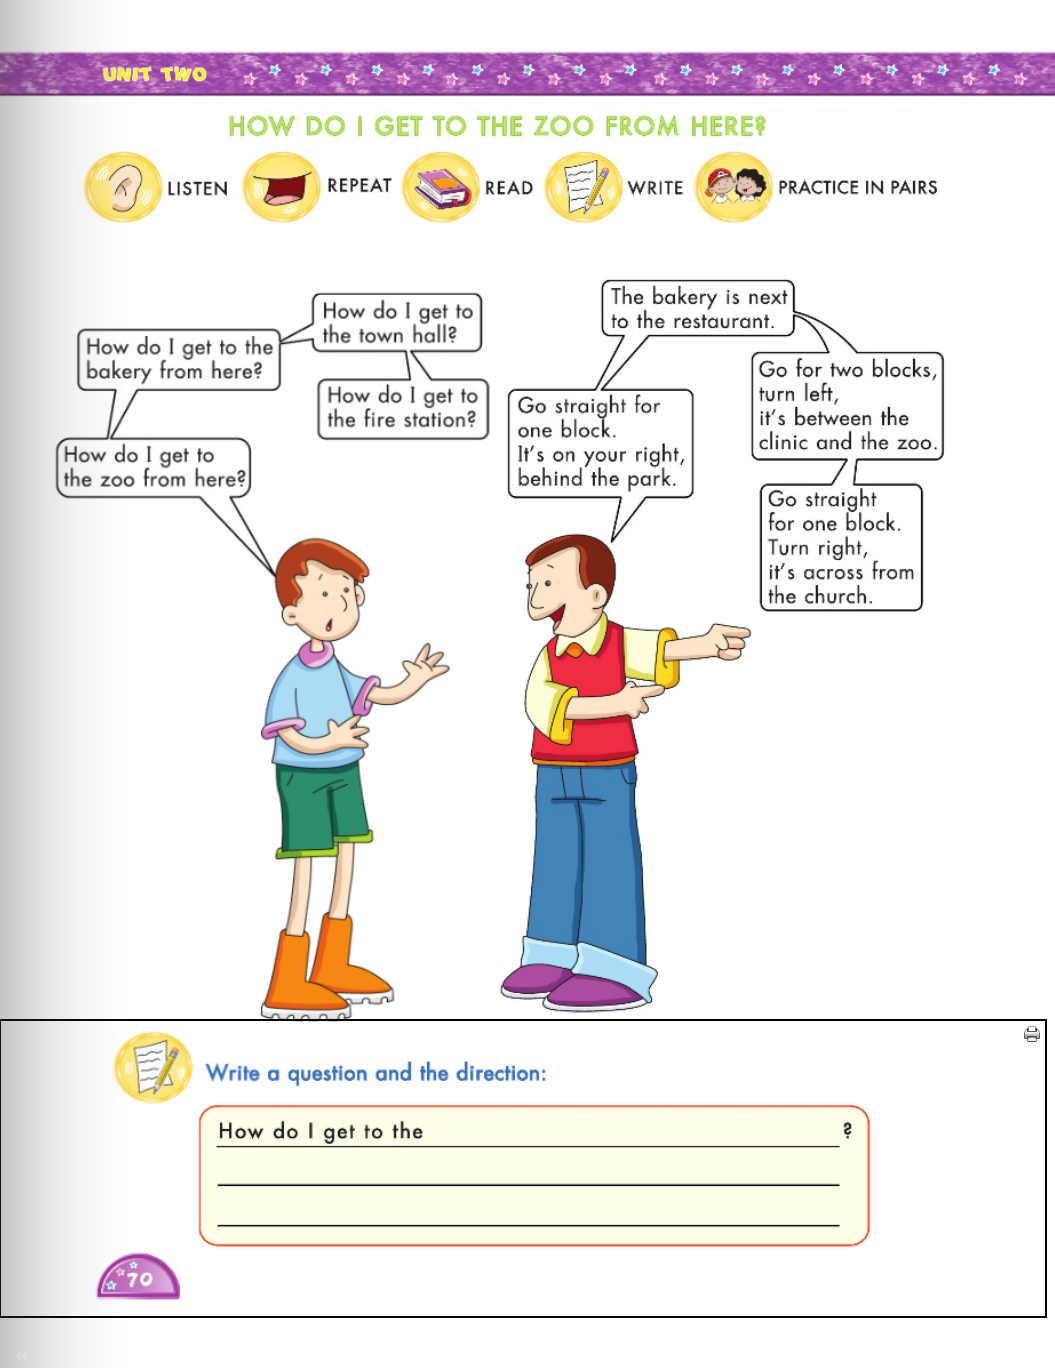 UNIT TWO
HOW DO I GET TO THE ZOO FROM HERE?
LISTEN
REPEAT
READ
WRITE
PRACTICE IN PAIRS
How do I get to
the town hall?
How do I get to the
bakery from here?
How do I get to
the fire station?
How do I get to
the zoo from here?
The bakery is next
to the restaurant.
Go for two blocks,
turn left,
it's between the
clinic and the zoo.
Go straight for
one block.
It's on your right,
behind the park.
Go straight
for one block.
Turn right,
it's across from
the church.
Write a question and the direction:
How do I get to the ?
70